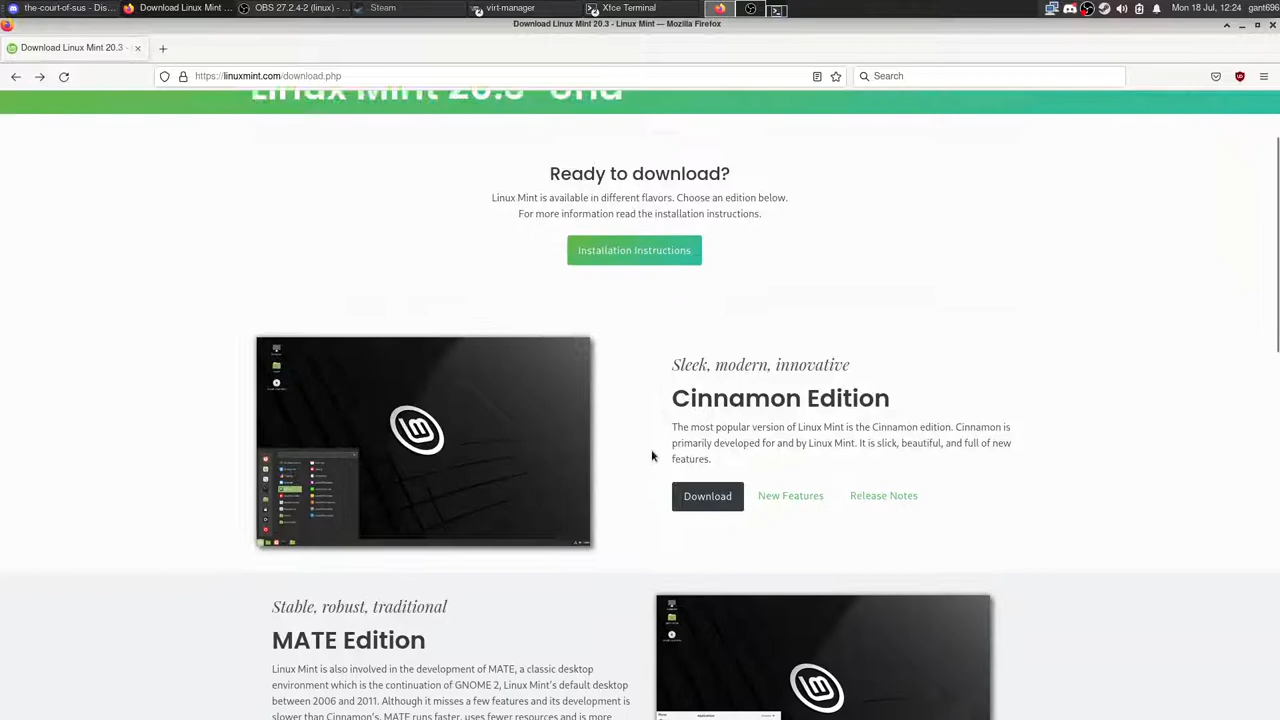 the-court-of-sus - Dis...
Download Linux Mint ...
OBS 27.2.4-2 (linux) - ...
Steam
virt-manager
Xfce Terminal
Mon 18 Jul, 12:24
gant696
Download Linux Mint 20.3 - Linux Mint — Mozilla Firefox
Download Linux Mint 20.3 -
https://linuxmint.com/download.php
Search
Linux Mint 20.3
Ready to download?
Linux Mint is available in different flavors. Choose an edition below.
For more information read the installation instructions.
Installation Instructions
Sleek, modern, innovative
Cinnamon Edition
The most popular version of Linux Mint is the Cinnamon edition. Cinnamon is
primarily developed for and by Linux Mint. It is slick, beautiful, and full of new
features.
Download
New Features
Release Notes
Stable, robust, traditional
MATE Edition
Linux Mint is also involved in the development of MATE, a classic desktop
environment which is the continuation of GNOME 2, Linux Mint's default desktop
between 2006 and 2011. Although it misses a few features and its development is
slower than Cinnamon's, MATE runs faster, uses fewer resources and is more